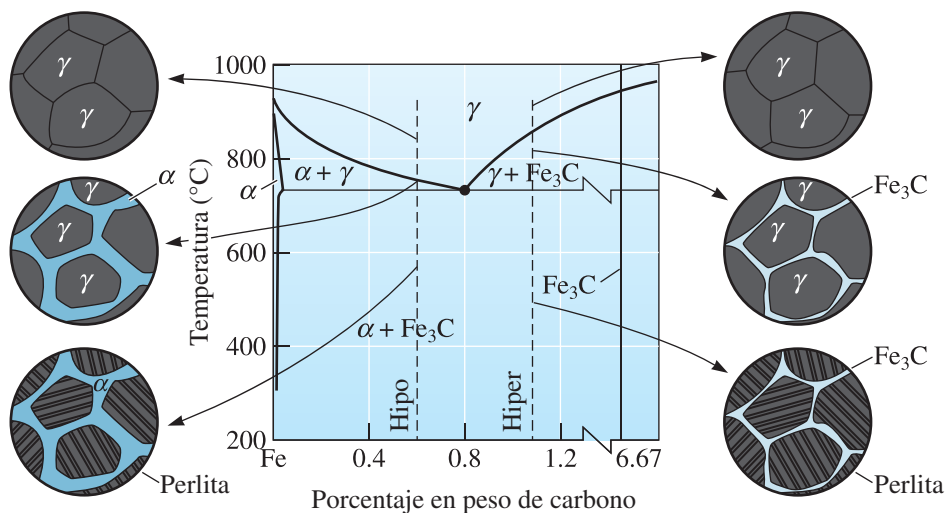 γ
γ
γ
α
γ
γ
α
Perlita
Temperatura (°C)
1000
800
600
400
200
γ
α + γ
α
γ + Fe₃C
Fe₃C
α + Fe₃C
Hipo
Hiper
Fe
0.4
0.8
1.2
6.67
Porcentaje en peso de carbono
γ
γ
γ
Fe₃C
γ
γ
Fe₃C
Perlita